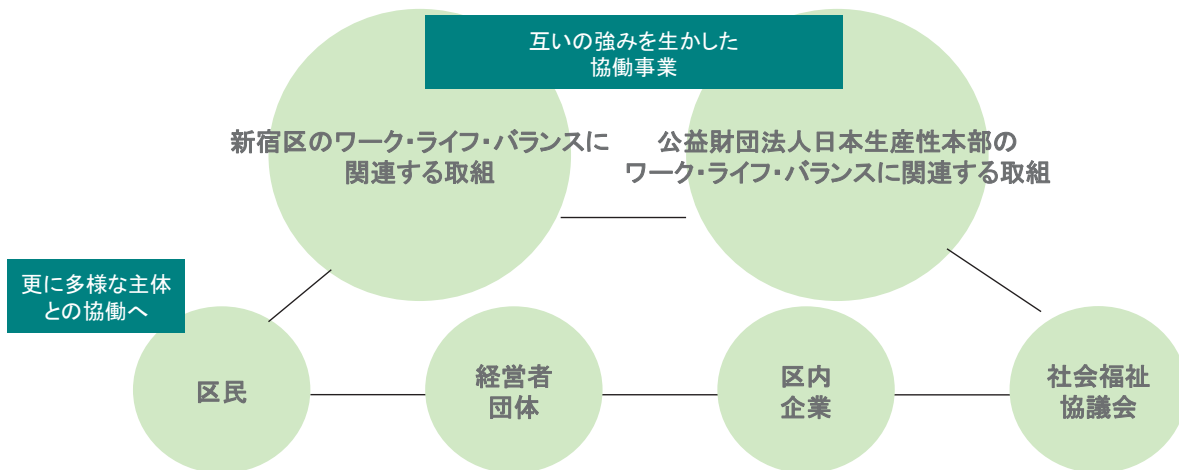 互いの強みを生かした
協働事業
新宿区のワーク・ライフ・バランスに
関連する取組
公益財団法人日本生産性本部の
ワーク・ライフ・バランスに関連する取組
更に多様な主体
との協働へ
区民
経営者
団体
区内
企業
社会福祉
協議会